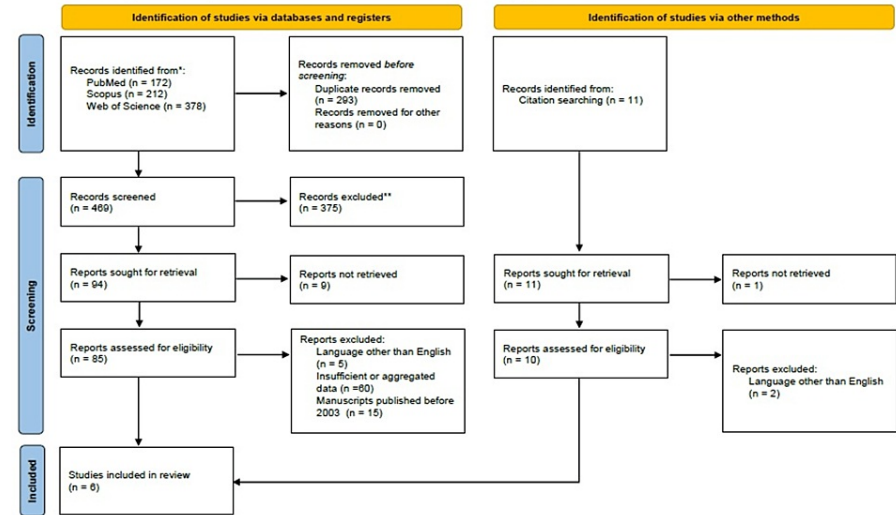 Identification of studies via databases and registers
Identification of studies via other methods
Identification
Records identified from*:
PubMed (n = 172)
Scopus (n = 212)
Web of Science (n = 378)
Records removed before
screening:
Duplicate records removed
(n = 293)
Records removed for other
reasons (n = 0)
Records identified from:
Citation searching (n = 11)
Screening
Records screened
(n = 469)
Records excluded**
(n = 375)
Reports sought for retrieval
(n = 94)
Reports not retrieved
(n = 9)
Reports sought for retrieval
(n = 11)
Reports not retrieved
(n = 1)
Reports assessed for eligibility
(n = 85)
Reports excluded:
Language other than English
(n = 5)
Insufficient or aggregated
data (n =60)
Manuscripts published before
2003 (n = 15)
Reports assessed for eligibility
(n = 10)
Reports excluded:
Language other than English
(n = 2)
Included
Studies included in review
(n = 6)